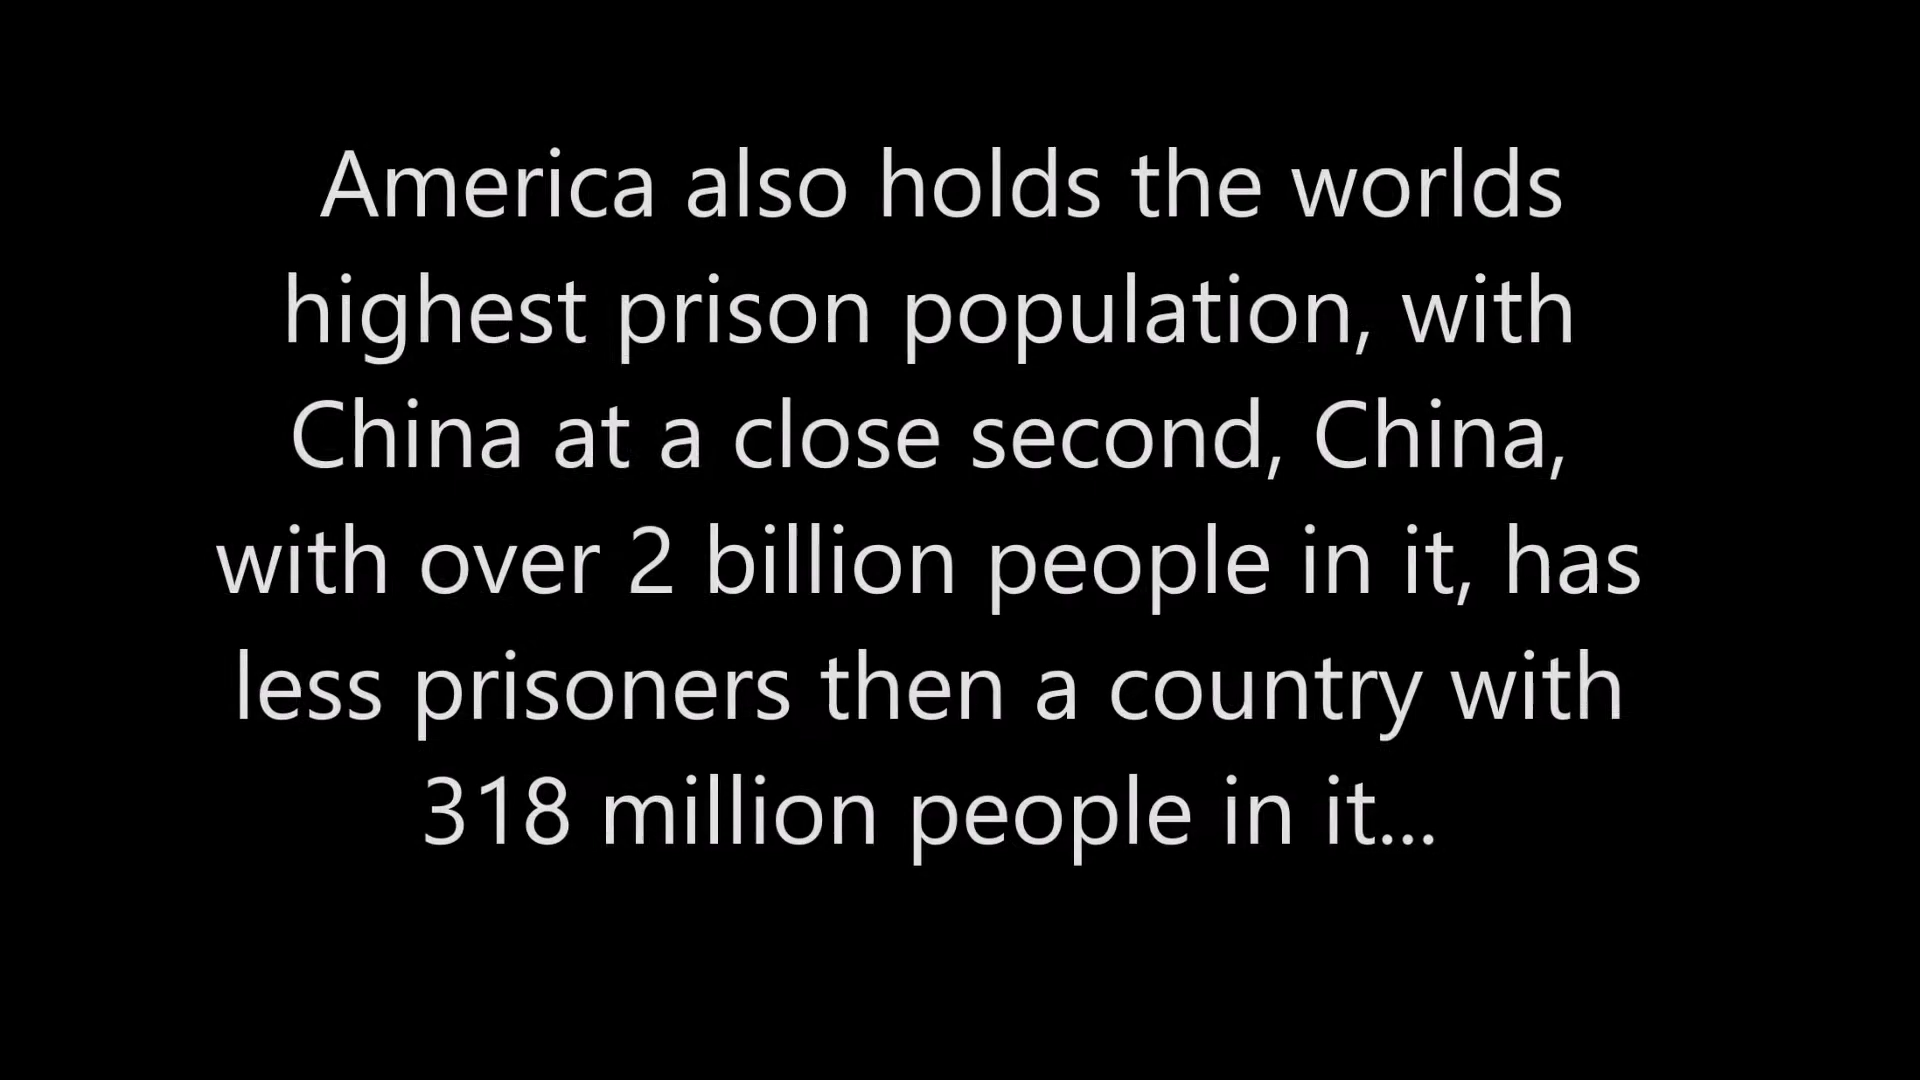 America also holds the worlds
highest prison population, with
China at a close second, China,
with over 2 billion people in it, has
less prisoners then a country with
318 million people in it...